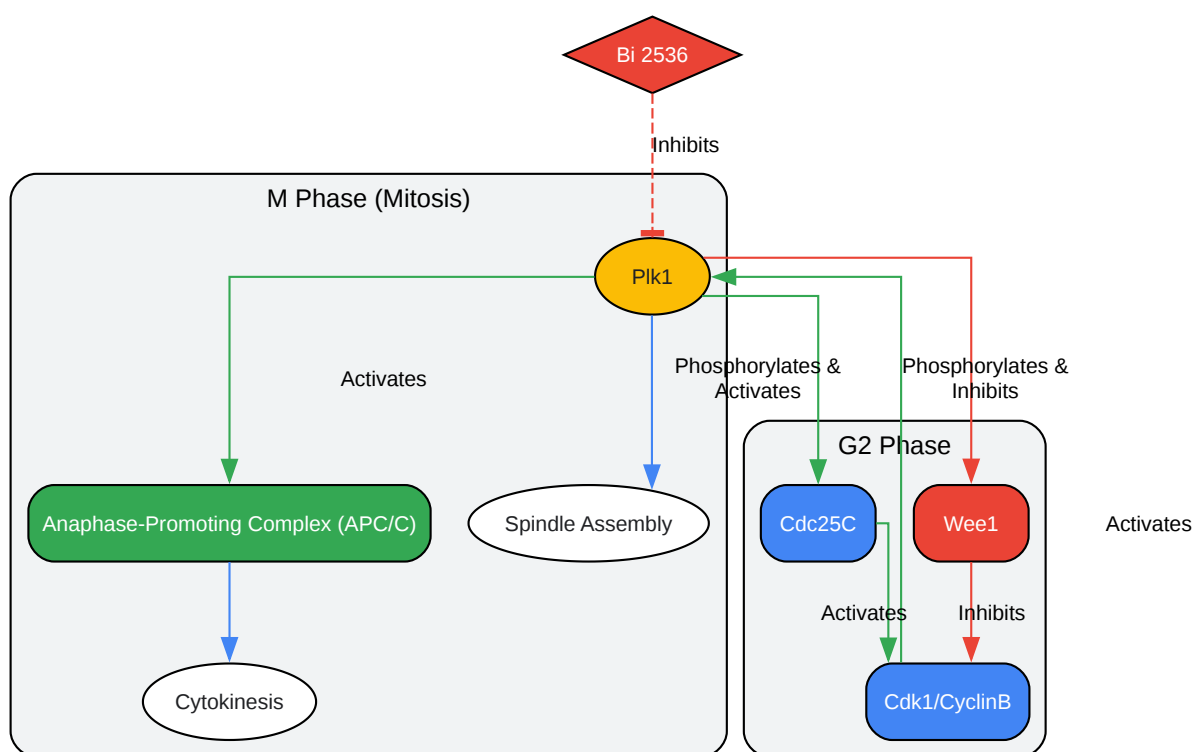 Bi 2536
Inhibits
M Phase (Mitosis)
Plk1
Phosphorylates &
Activates
Phosphorylates &
Inhibits
Activates
G2 Phase
Anaphase-Promoting Complex (APC/C)
Spindle Assembly
Cdc25C
Wee1
Activates
Activates
Inhibits
Cytokinesis
Cdk1/CyclinB